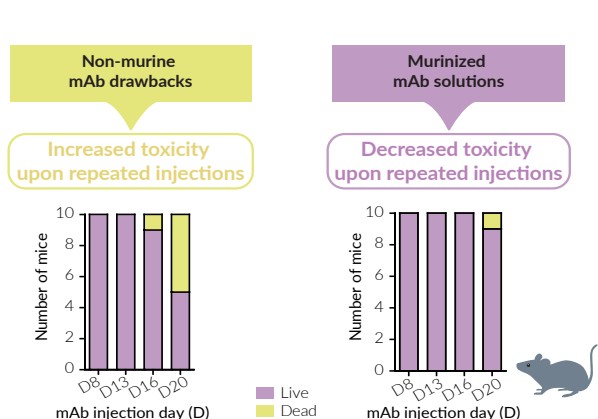 Non-murine
mAb drawbacks
Increased toxicity
upon repeated injections
Number of mice
10
8
6
4
2
0
D8 D13 D16 D20
mAb injection day (D)
Murinized
mAb solutions
Decreased toxicity
upon repeated injections
Number of mice
10
8
6
4
2
0
D8 D13 D16 D20
mAb injection day (D)
Live
Dead